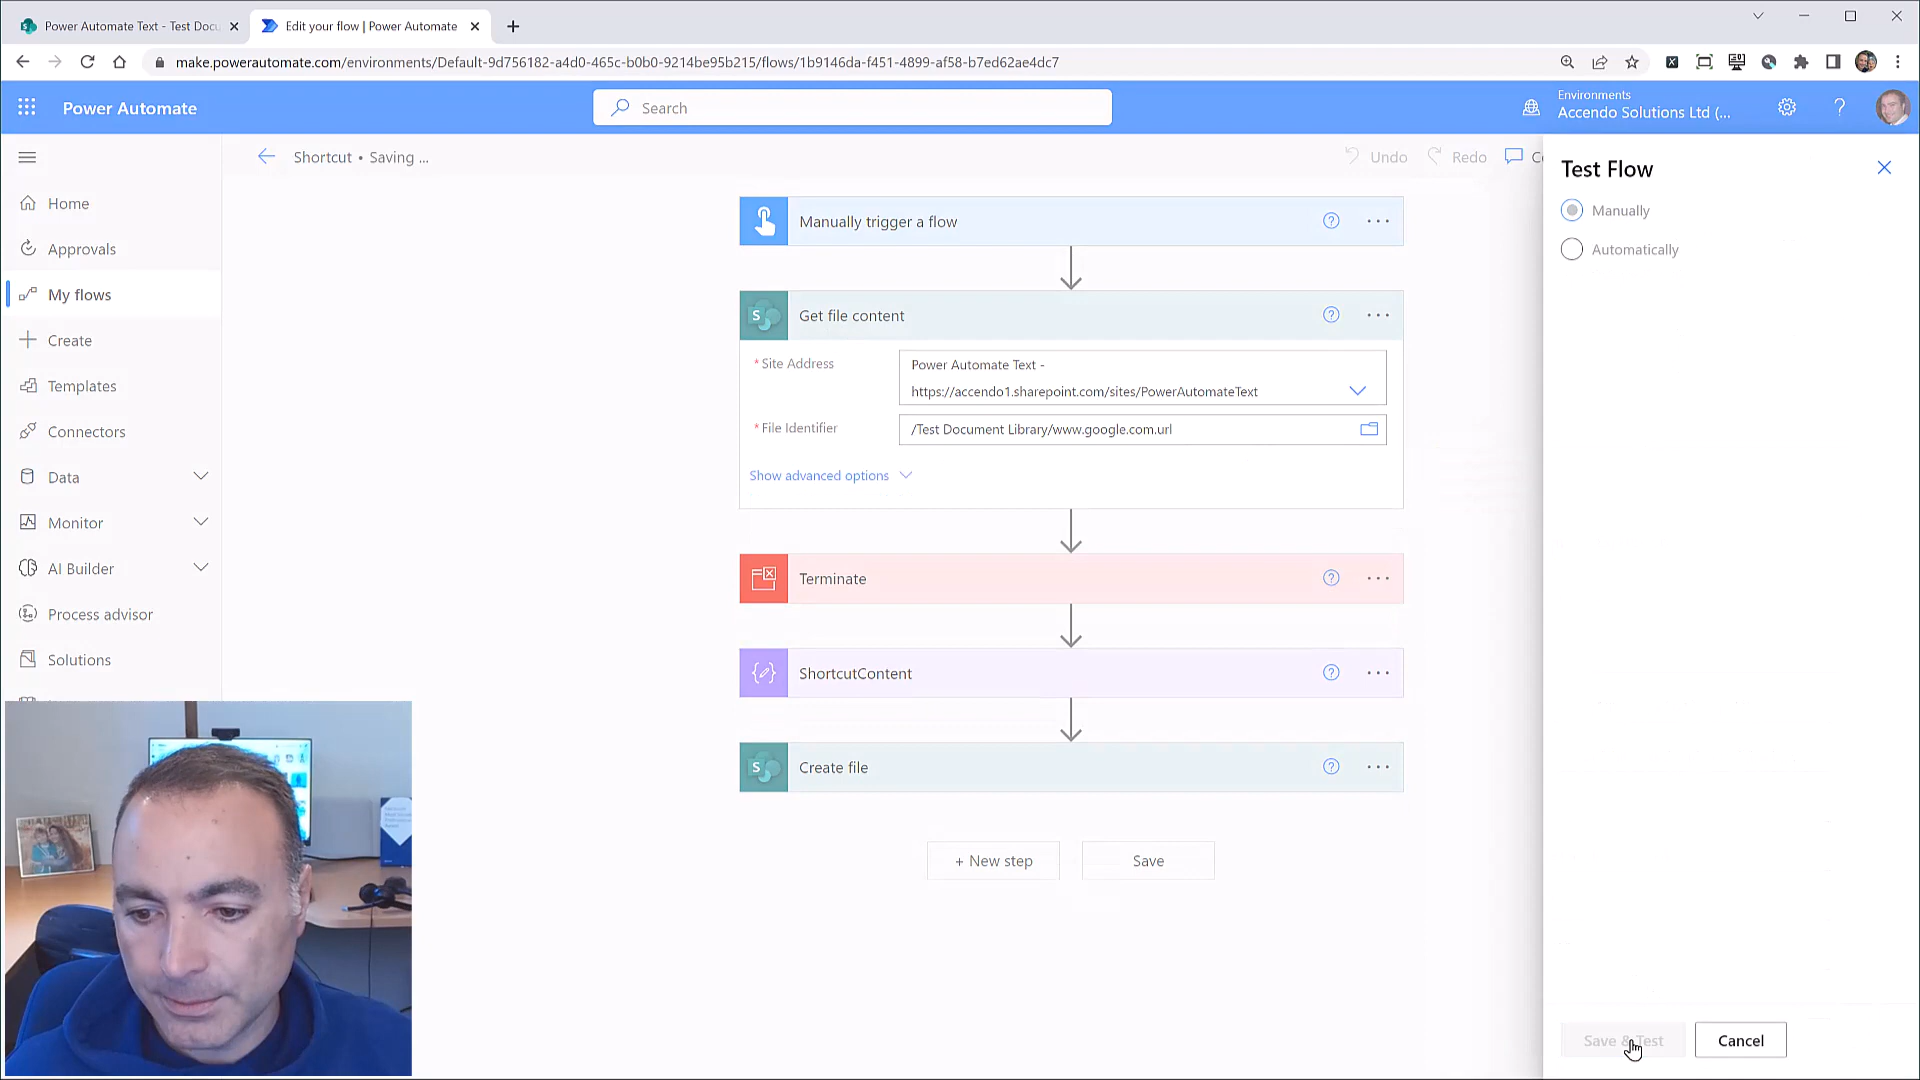 Power Automate Text - Test Docu
Edit your flow | Power Automate
make.powerautomate.com/environments/Default-9d756182-a4d0-465c-b0b0-9214be95b215/flows/1b9146da-f451-4899-af58-b7ed62ae4dc7
Power Automate
Search
Environments
Accendo Solutions Ltd (...
Shortcut • Saving ...
Undo
Redo
Home
Approvals
My flows
Create
Templates
Connectors
Data
Monitor
AI Builder
Process advisor
Solutions
Manually trigger a flow
Get file content
* Site Address
Power Automate Text -
https://accendo1.sharepoint.com/sites/PowerAutomateText
* File Identifier
/Test Document Library/www.google.com.url
Show advanced options
Terminate
ShortcutContent
Create file
+ New step
Save
Test Flow
Manually
Automatically
Save & Test
Cancel